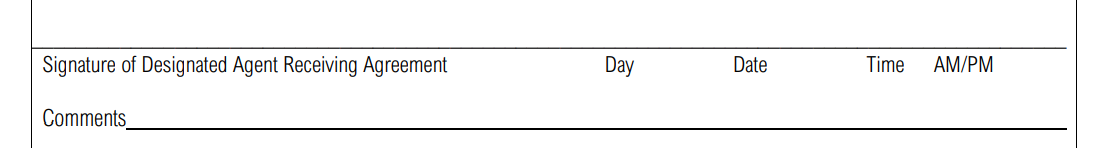 Signature of Designated Agent Receiving Agreement Day Date Time AM/PM
Comments